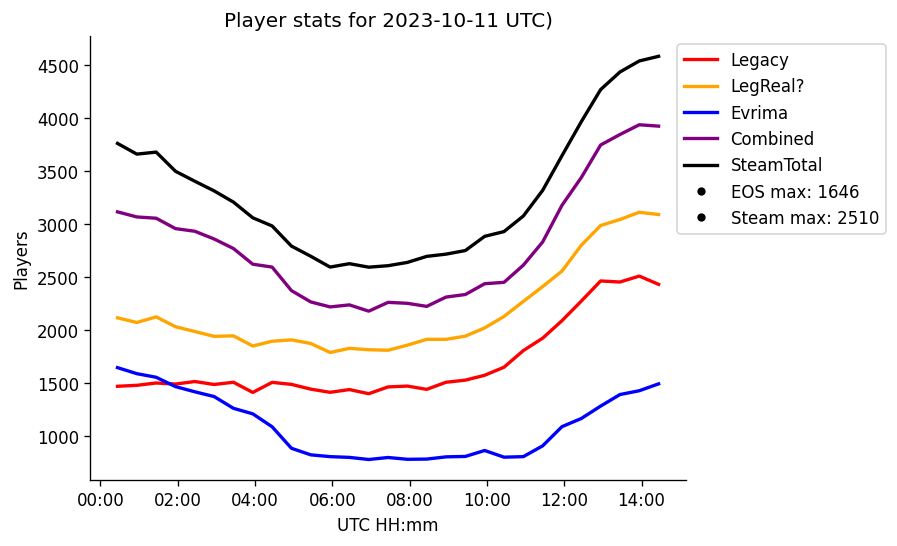 Player stats for 2023-10-11 UTC)
4500
4000
3500
3000
2500
2000
1500
1000
Players
00:00 02:00 04:00 06:00 08:00 10:00 12:00 14:00
UTC HH:mm
Legacy
LegReal?
Evrima
Combined
SteamTotal
EOS max: 1646
Steam max: 2510